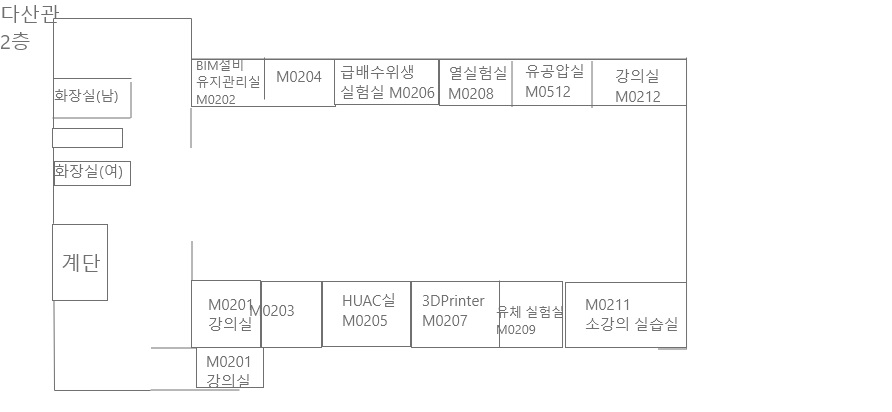 다산관
2층
BIM설비
유지관리실
M0202
M0204
급배수위생
실험실 M0206
열실험실
M0208
유공압실
M0512
강의실
M0212
화장실(남)
화장실(여)
계단
M0201
강의실
M0203
HUAC실
M0205
3DPrinter
M0207
유체 실험실
M0209
M0211
소강의 실습실
M0201
강의실